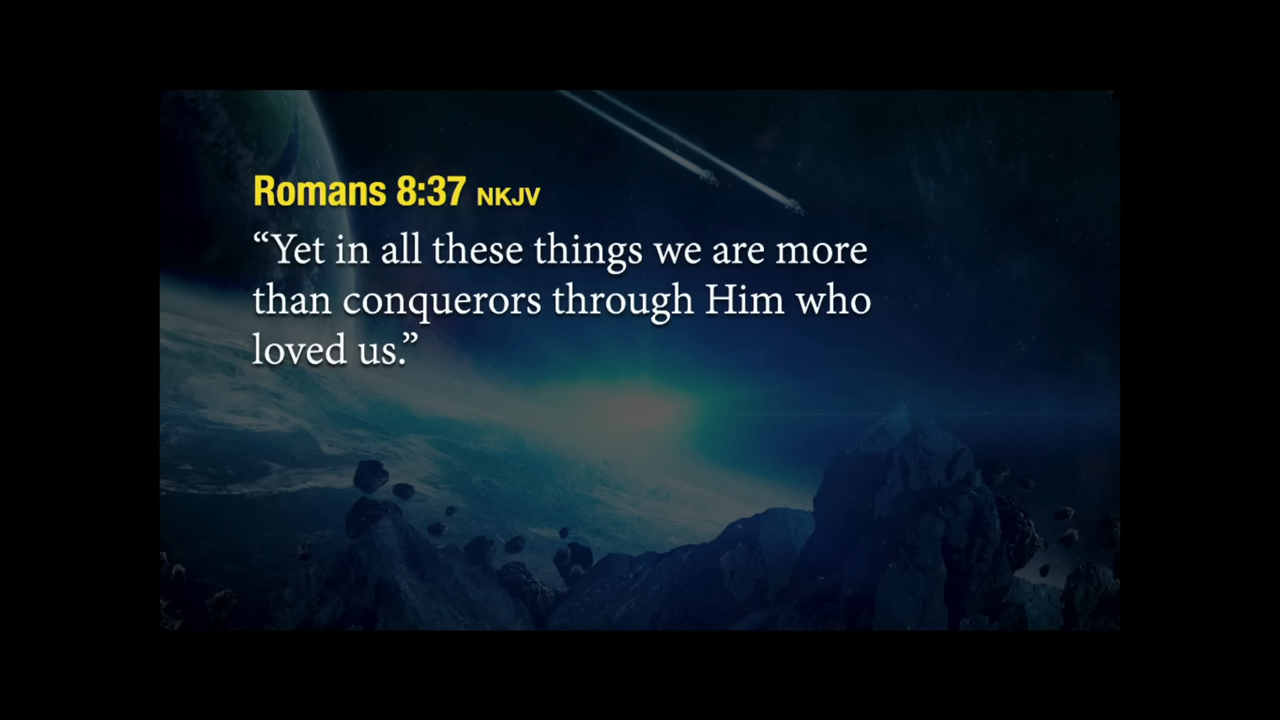 Romans 8:37 NKJV
“Yet in all these things we are more
than conquerors through Him who
loved us.”